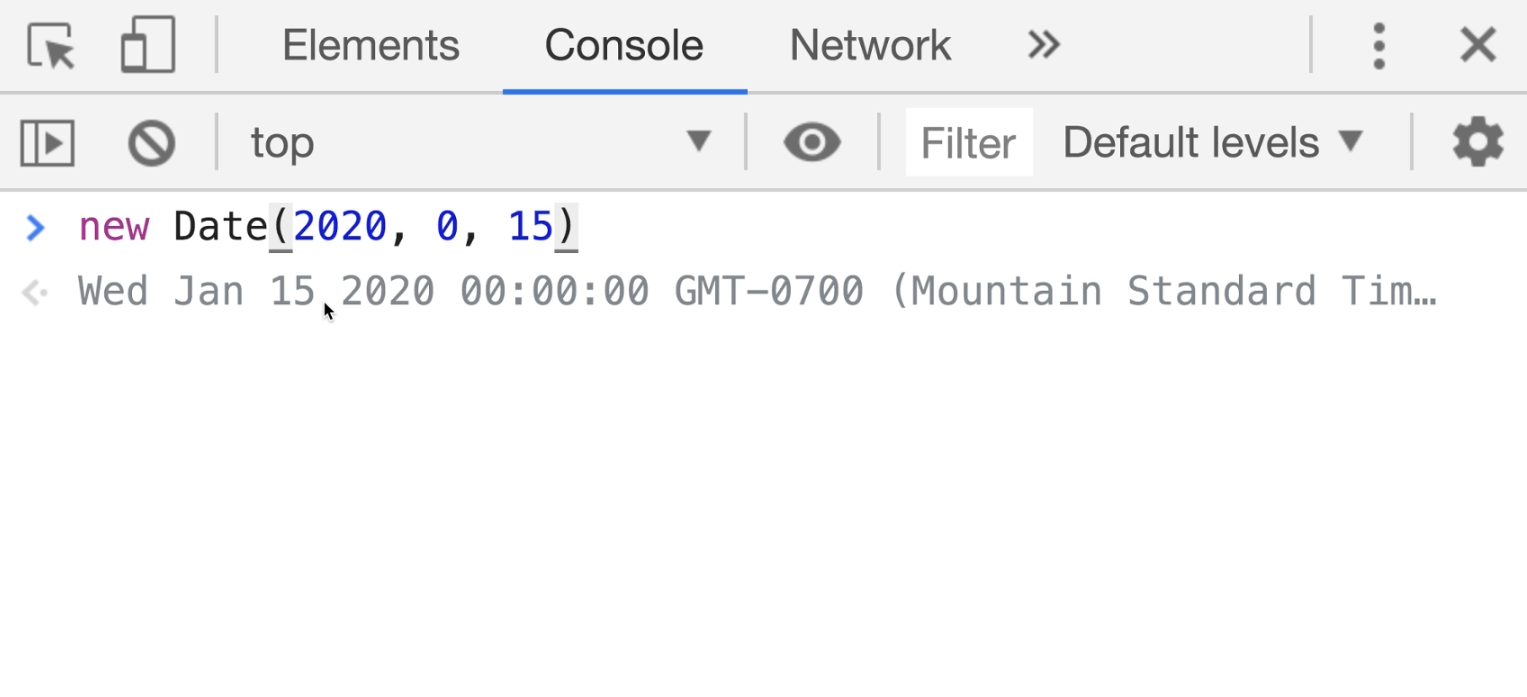 Elements Console Network
top Filter Default levels
new Date(2020, 0, 15)
Wed Jan 15 2020 00:00:00 GMT-0700 (Mountain Standard Tim…